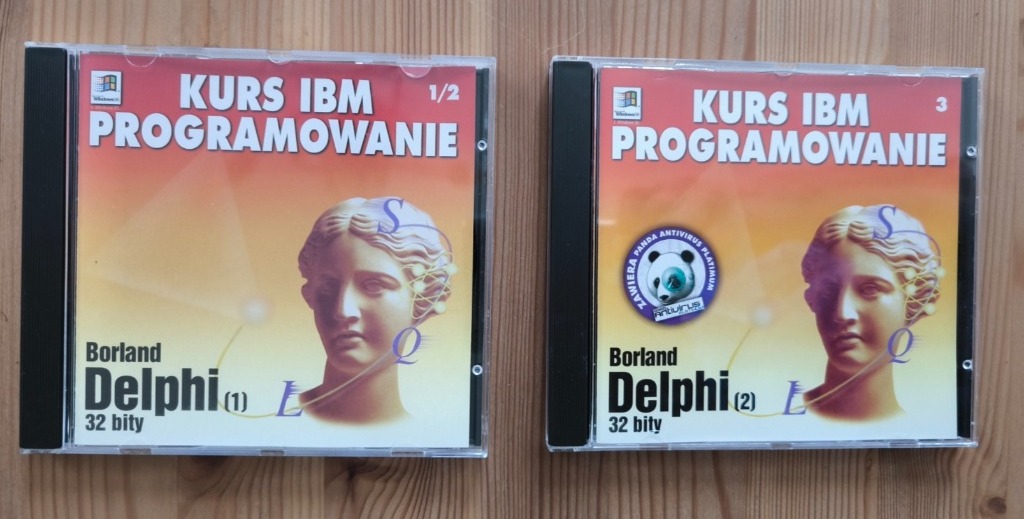 KURS IBM
PROGRAMOWANIE
1/2
S
Q
L
Borland
Delphi (1)
32 bity
KURS IBM
PROGRAMOWANIE
3
ZAWIERA PANDA ANTIVIRUS PLATINUM
Antivirus
S
Q
L
Borland
Delphi (2)
32 bity